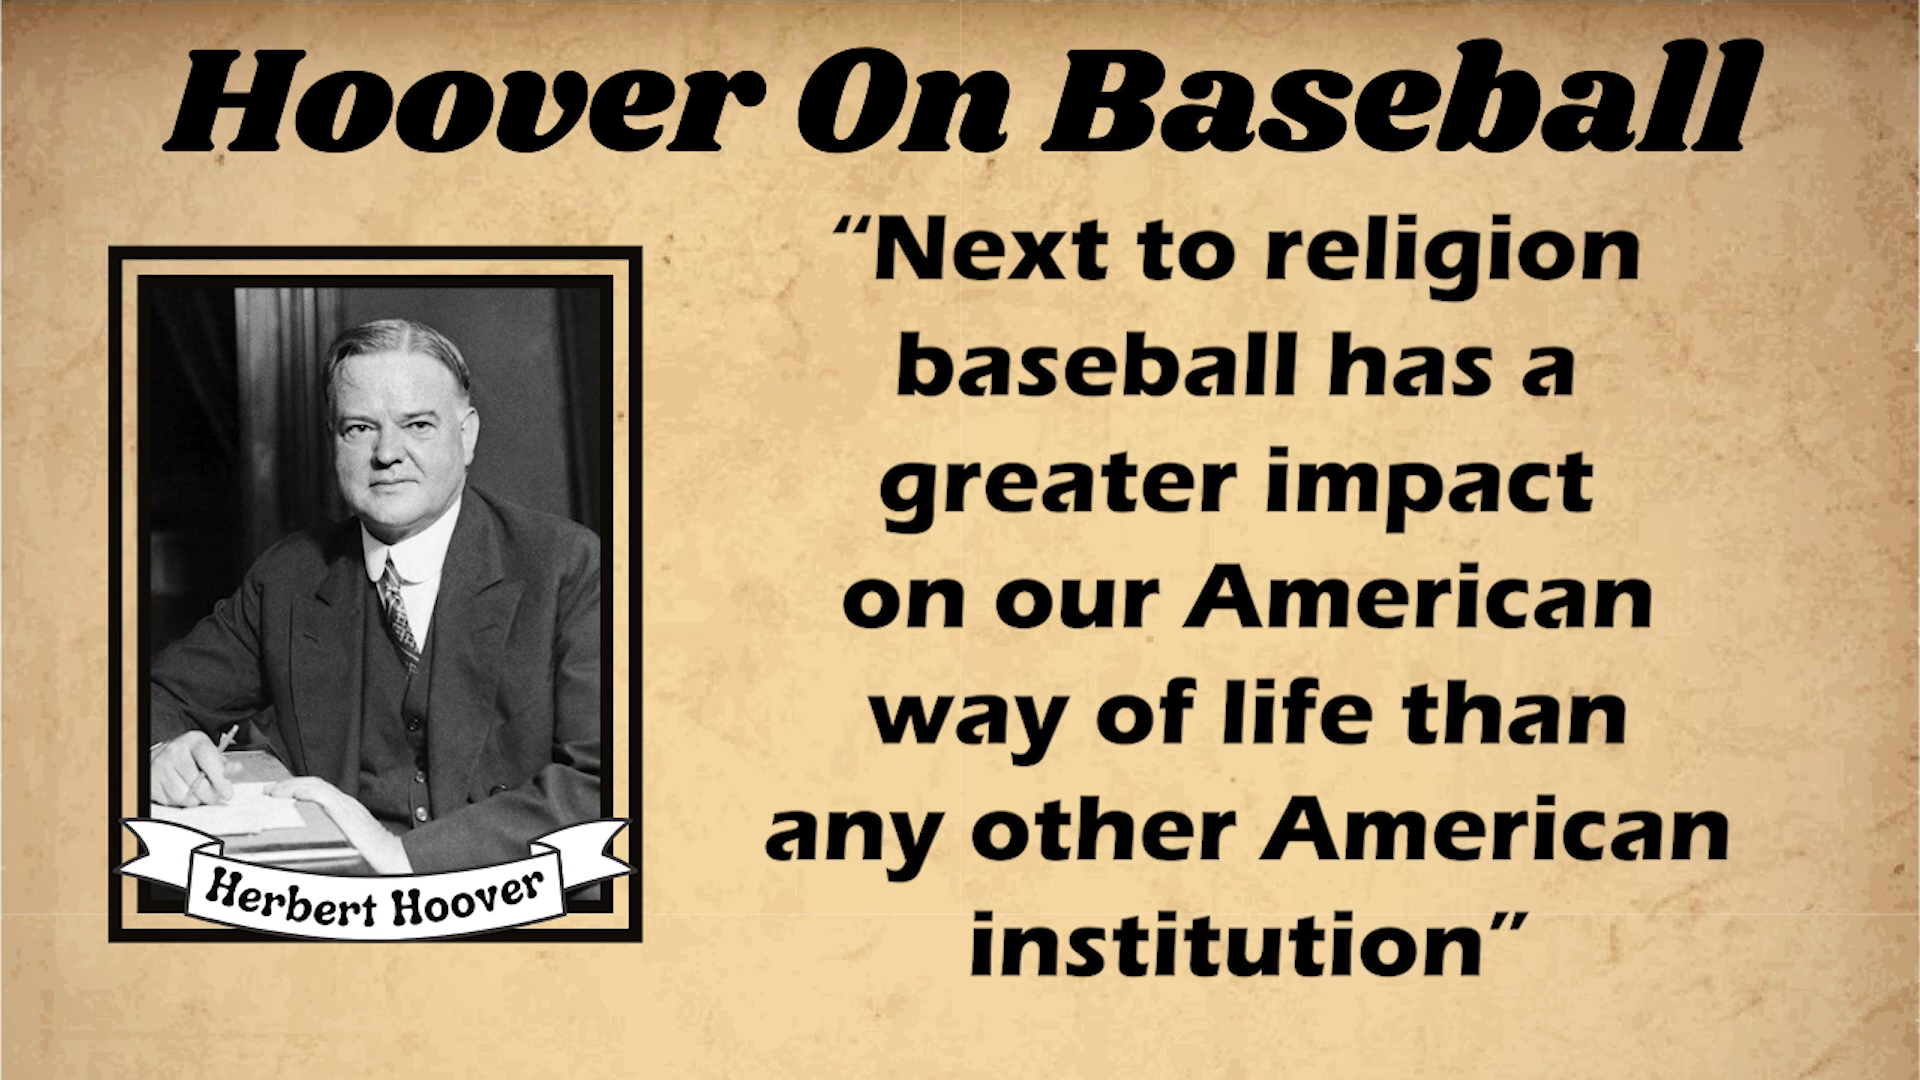 Hoover On Baseball
“Next to religion
baseball has a
greater impact
on our American
way of life than
any other American
institution”
Herbert Hoover